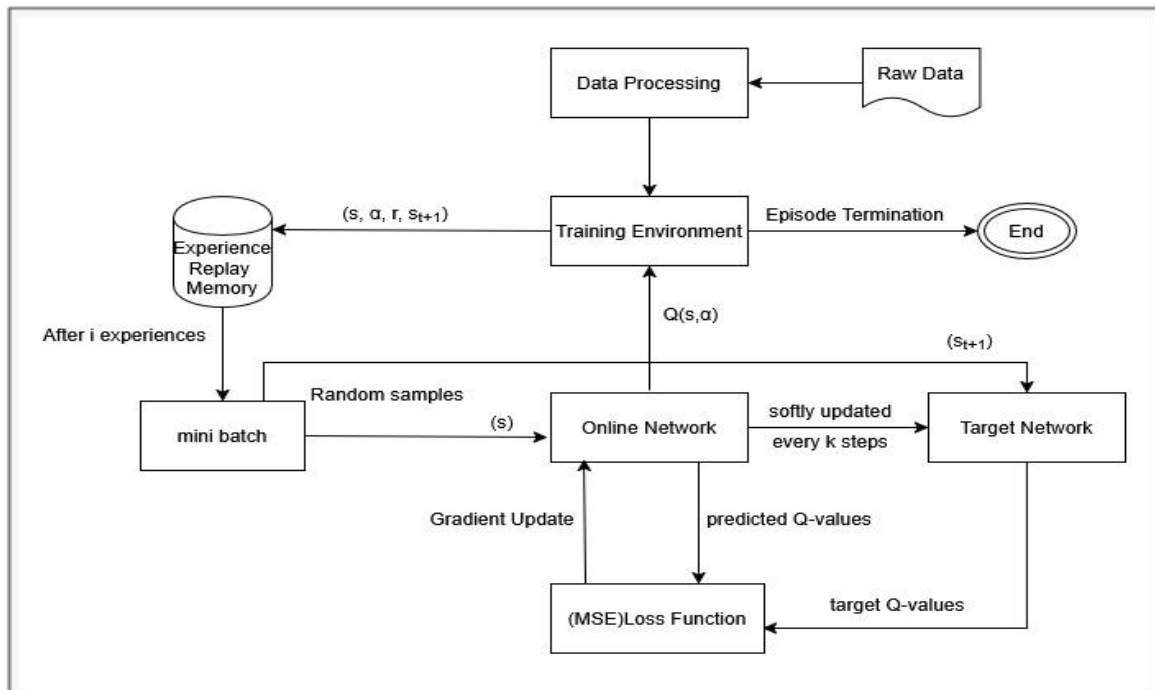 Raw Data
Data Processing
(s, α, r, sₜ₊₁)
Episode Termination
Training Environment
End
Experience
Replay
Memory
Q(s,α)
After i experiences
(sₜ₊₁)
Random samples
softly updated
(s)
Online Network
Target Network
mini batch
every k steps
Gradient Update
predicted Q-values
target Q-values
(MSE)Loss Function